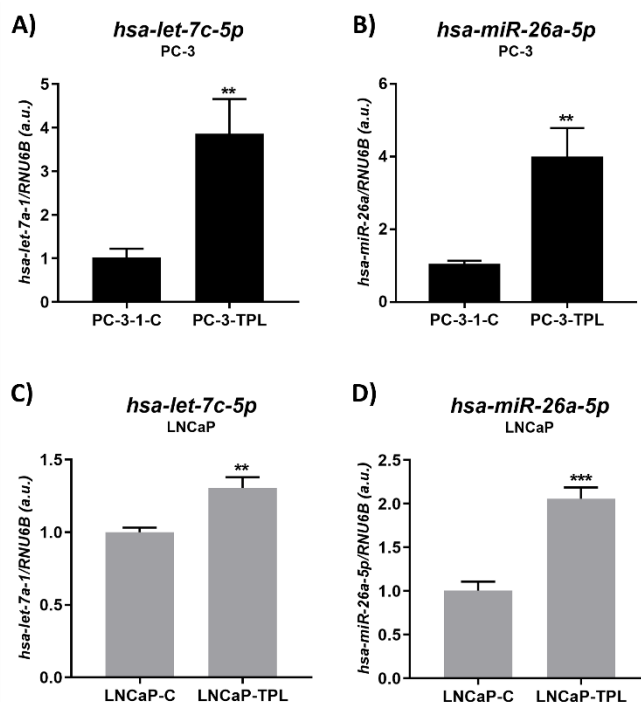 A)
hsa-let-7c-5p
PC-3
hsa-let-7a-1/RNU6B (a.u.)
5
4
3
2
1
0
**
PC-3-1-C PC-3-TPL
B)
hsa-miR-26a-5p
PC-3
hsa-miR-26a/RNU6B (a.u.)
6
4
2
0
**
PC-3-1-C PC-3-TPL
C)
hsa-let-7c-5p
LNCaP
hsa-let-7a-1/RNU6B (a.u.)
1.5
1.0
0.5
0.0
**
LNCaP-C LNCaP-TPL
D)
hsa-miR-26a-5p
LNCaP
hsa-miR-26a-5p/RNU6B (a.u.)
2.5
2.0
1.5
1.0
0.5
0.0
***
LNCaP-C LNCaP-TPL